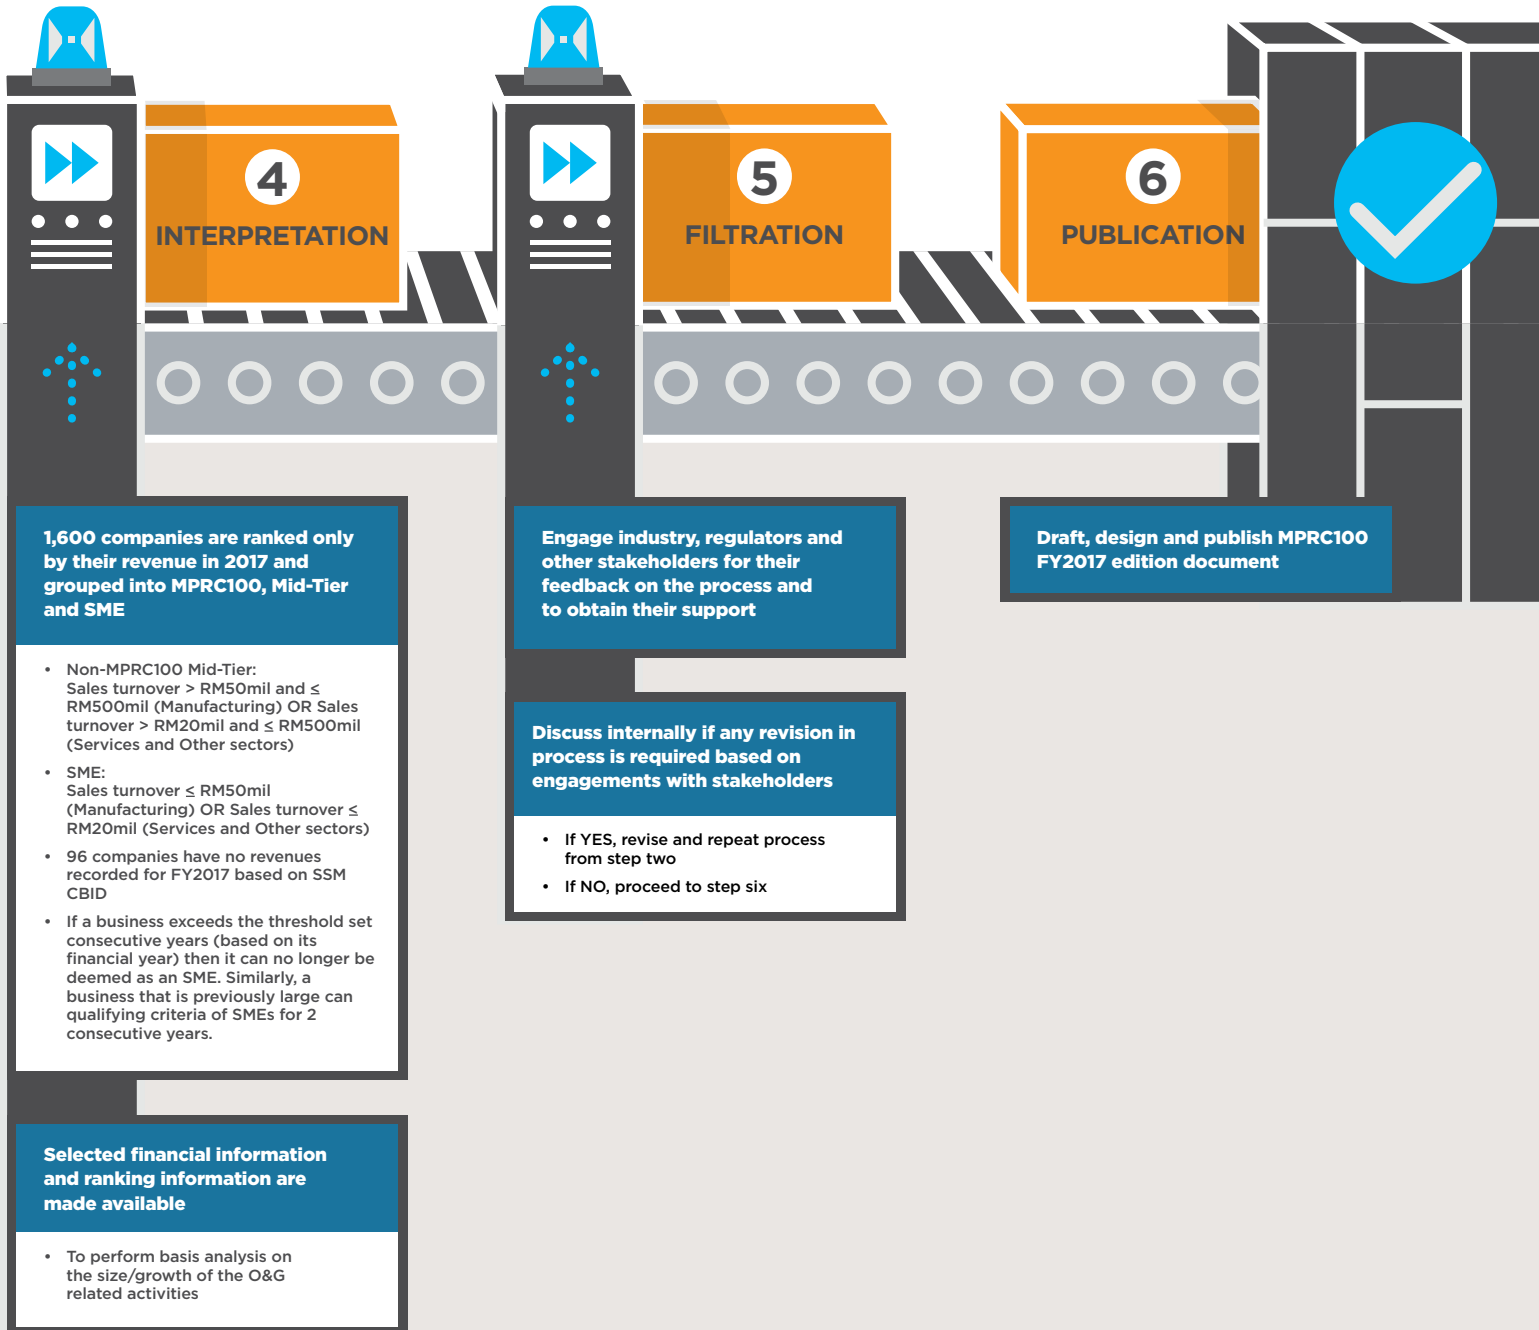 4
INTERPRETATION
1,600 companies are ranked only
by their revenue in 2017 and
grouped into MPRC100, Mid-Tier
and SME
• Non-MPRC100 Mid-Tier:
Sales turnover > RM50mil and ≤
RM500mil (Manufacturing) OR Sales
turnover > RM20mil and ≤ RM500mil
(Services and Other sectors)
• SME:
Sales turnover ≤ RM50mil
(Manufacturing) OR Sales turnover ≤
RM20mil (Services and Other sectors)
• 96 companies have no revenues
recorded for FY2017 based on SSM
CBID
• If a business exceeds the threshold set
consecutive years (based on its
financial year) then it can no longer be
deemed as an SME. Similarly, a
business that is previously large can
qualifying criteria of SMEs for 2
consecutive years.
Selected financial information
and ranking information are
made available
• To perform basis analysis on
the size/growth of the O&G
related activities
5
FILTRATION
Engage industry, regulators and
other stakeholders for their
feedback on the process and
to obtain their support
Discuss internally if any revision in
process is required based on
engagements with stakeholders
• If YES, revise and repeat process
from step two
• If NO, proceed to step six
6
PUBLICATION
Draft, design and publish MPRC100
FY2017 edition document